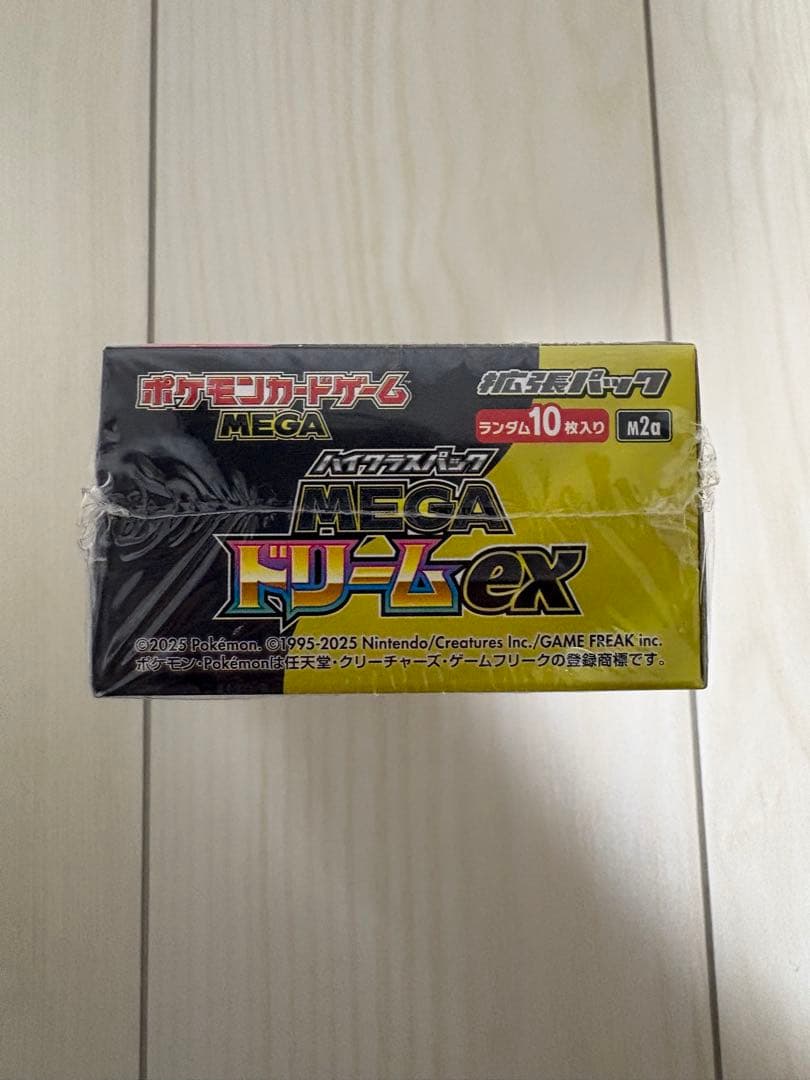 ポケモンカードゲーム
MEGA
拡張パック
ランダム10枚入り
M2a
ハイクラスパック
MEGA
ドリームex
©2025 Pokémon. ©1995-2025 Nintendo/Creatures Inc./GAME FREAK inc.
ポケモン・Pokémonは任天堂・クリーチャーズ・ゲームフリークの登録商標です。